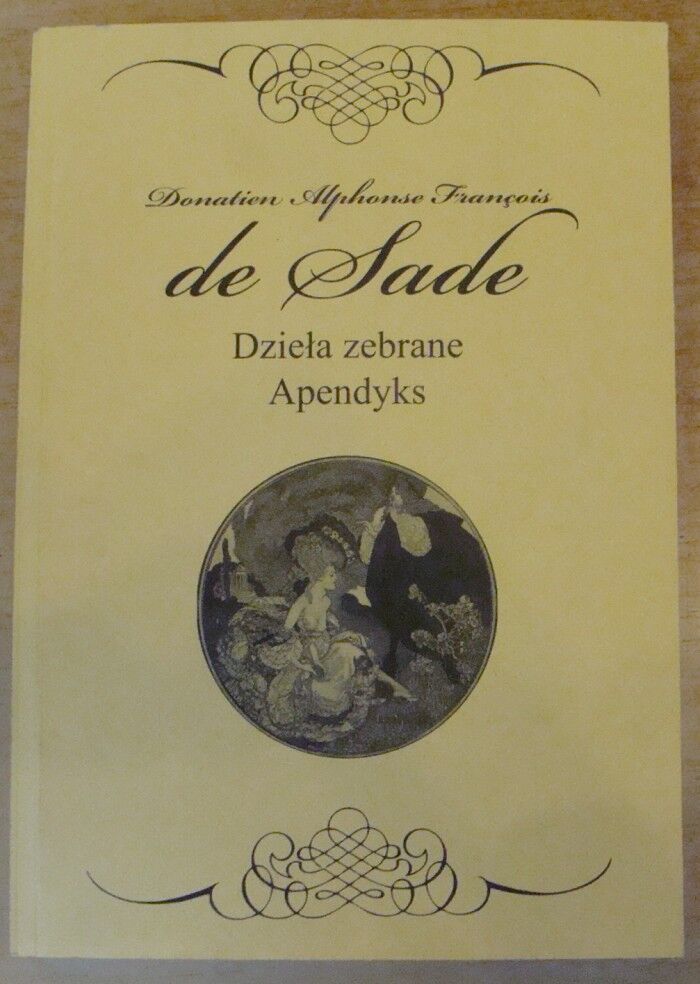 Donatien Alphonse François
de Sade
Dzieła zebrane
Apendyks